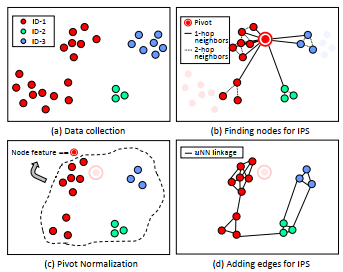 ID-1
ID-2
ID-3
(a) Data collection
Pivot
1-hop
neighbors
2-hop
neighbors
(b) Finding nodes for IPS
Node feature
(c) Pivot Normalization
uNN linkage
(d) Adding edges for IPS